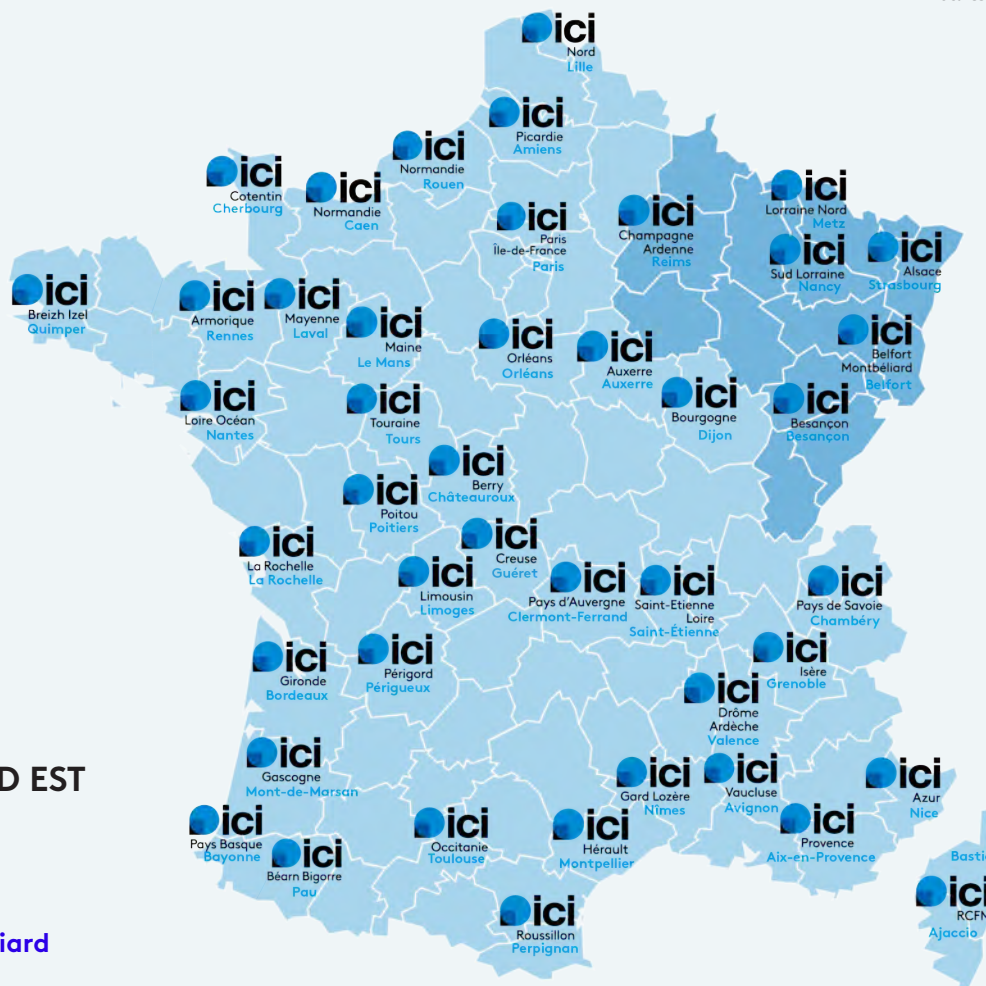 ici
Nord
Lille
ici
Picardie
Amiens
ici
Normandie
Rouen
ici
Cotentin
Cherbourg
ici
Normandie
Caen
ici
Paris
Île-de-France
Paris
ici
Champagne
Ardenne
Reims
ici
Lorraine Nord
Metz
ici
Sud Lorraine
Nancy
ici
Alsace
Strasbourg
ici
Breizh Izel
Quimper
ici
Armorique
Rennes
ici
Mayenne
Laval
ici
Maine
Le Mans
ici
Orléans
Orléans
ici
Auxerre
Auxerre
ici
Belfort
Montbéliard
Belfort
ici
Loire Océan
Nantes
ici
Touraine
Tours
ici
Bourgogne
Dijon
ici
Besançon
Besançon
ici
Berry
Châteauroux
ici
Poitou
Poitiers
ici
La Rochelle
La Rochelle
ici
Creuse
Guéret
ici
Limousin
Limoges
ici
Pays d'Auvergne
Clermont-Ferrand
ici
Saint-Etienne
Loire
Saint-Étienne
ici
Pays de Savoie
Chambéry
ici
Isère
Grenoble
ici
Gironde
Bordeaux
ici
Périgord
Périgueux
ici
Drôme
Ardèche
Valence
ici
Gascogne
Mont-de-Marsan
ici
Gard Lozère
Nîmes
ici
Vaucluse
Avignon
ici
Azur
Nice
D EST
ici
Pays Basque
Bayonne
ici
Béarn Bigorre
Pau
ici
Occitanie
Toulouse
ici
Hérault
Montpellier
ici
Provence
Aix-en-Provence
Basti
ici
RCFM
Ajaccio
ici
Roussillon
Perpignan
iard